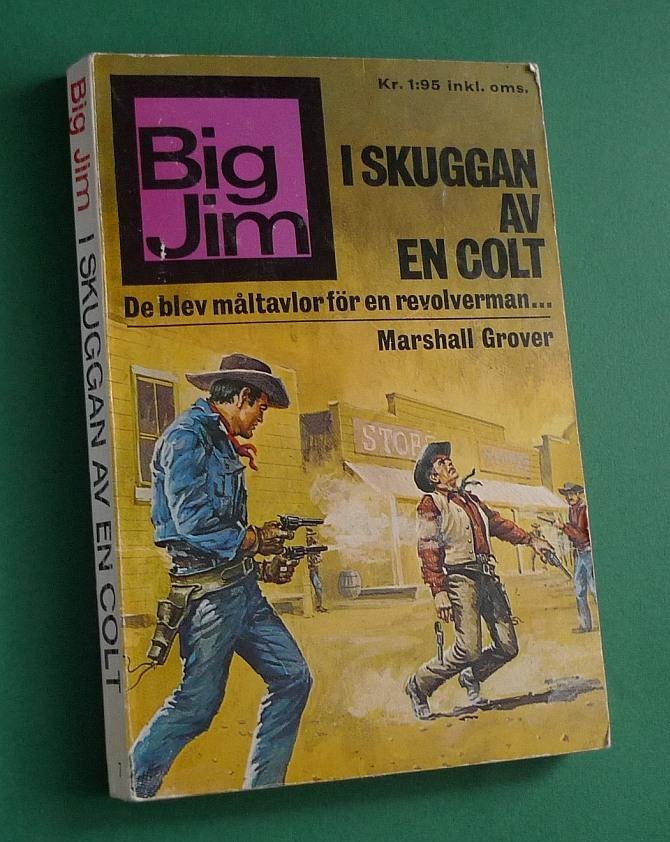 Big Jim I SKUGGAN AV EN COLT
7
Big
Jim
Kr. 1:95 inkl. oms.
I SKUGGAN
AV
EN COLT
De blev måltavlor för en revolverman...
Marshall Grover